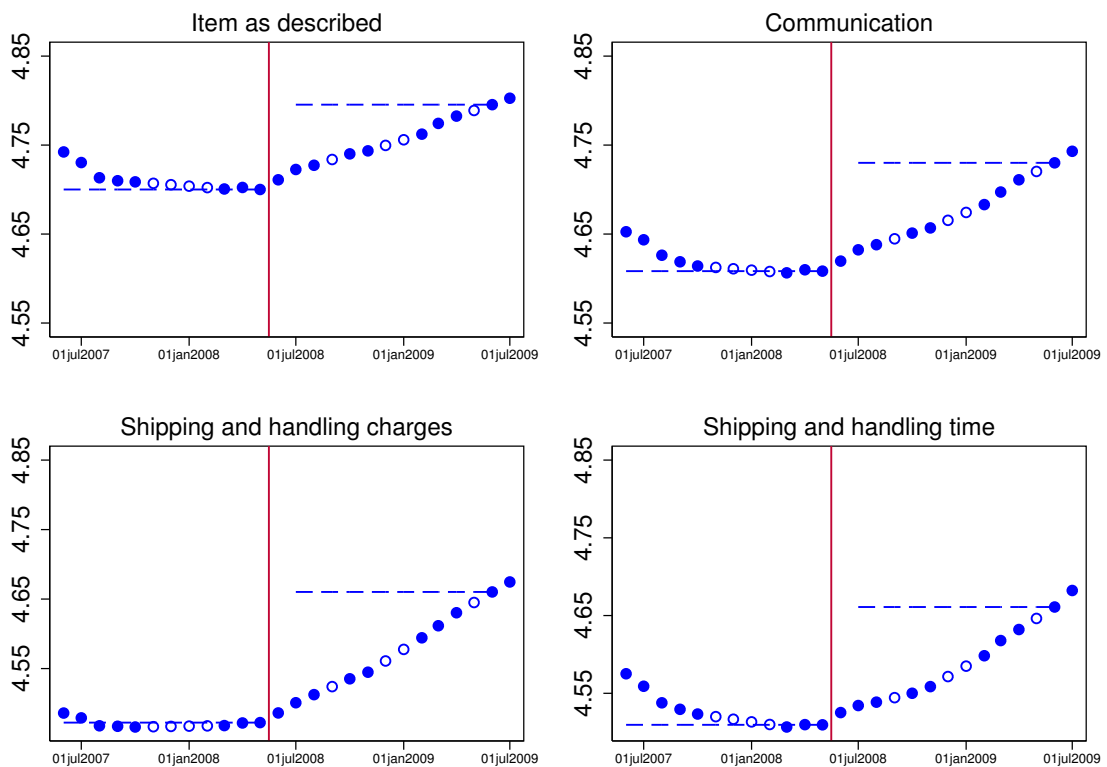 Item as described
4.85
4.75
4.65
4.55
01jul2007 01jan2008 01jul2008 01jan2009 01jul2009
Communication
4.85
4.75
4.65
4.55
01jul2007 01jan2008 01jul2008 01jan2009 01jul2009
Shipping and handling charges
4.85
4.75
4.65
4.55
01jul2007 01jan2008 01jul2008 01jan2009 01jul2009
Shipping and handling time
4.85
4.75
4.65
4.55
01jul2007 01jan2008 01jul2008 01jan2009 01jul2009